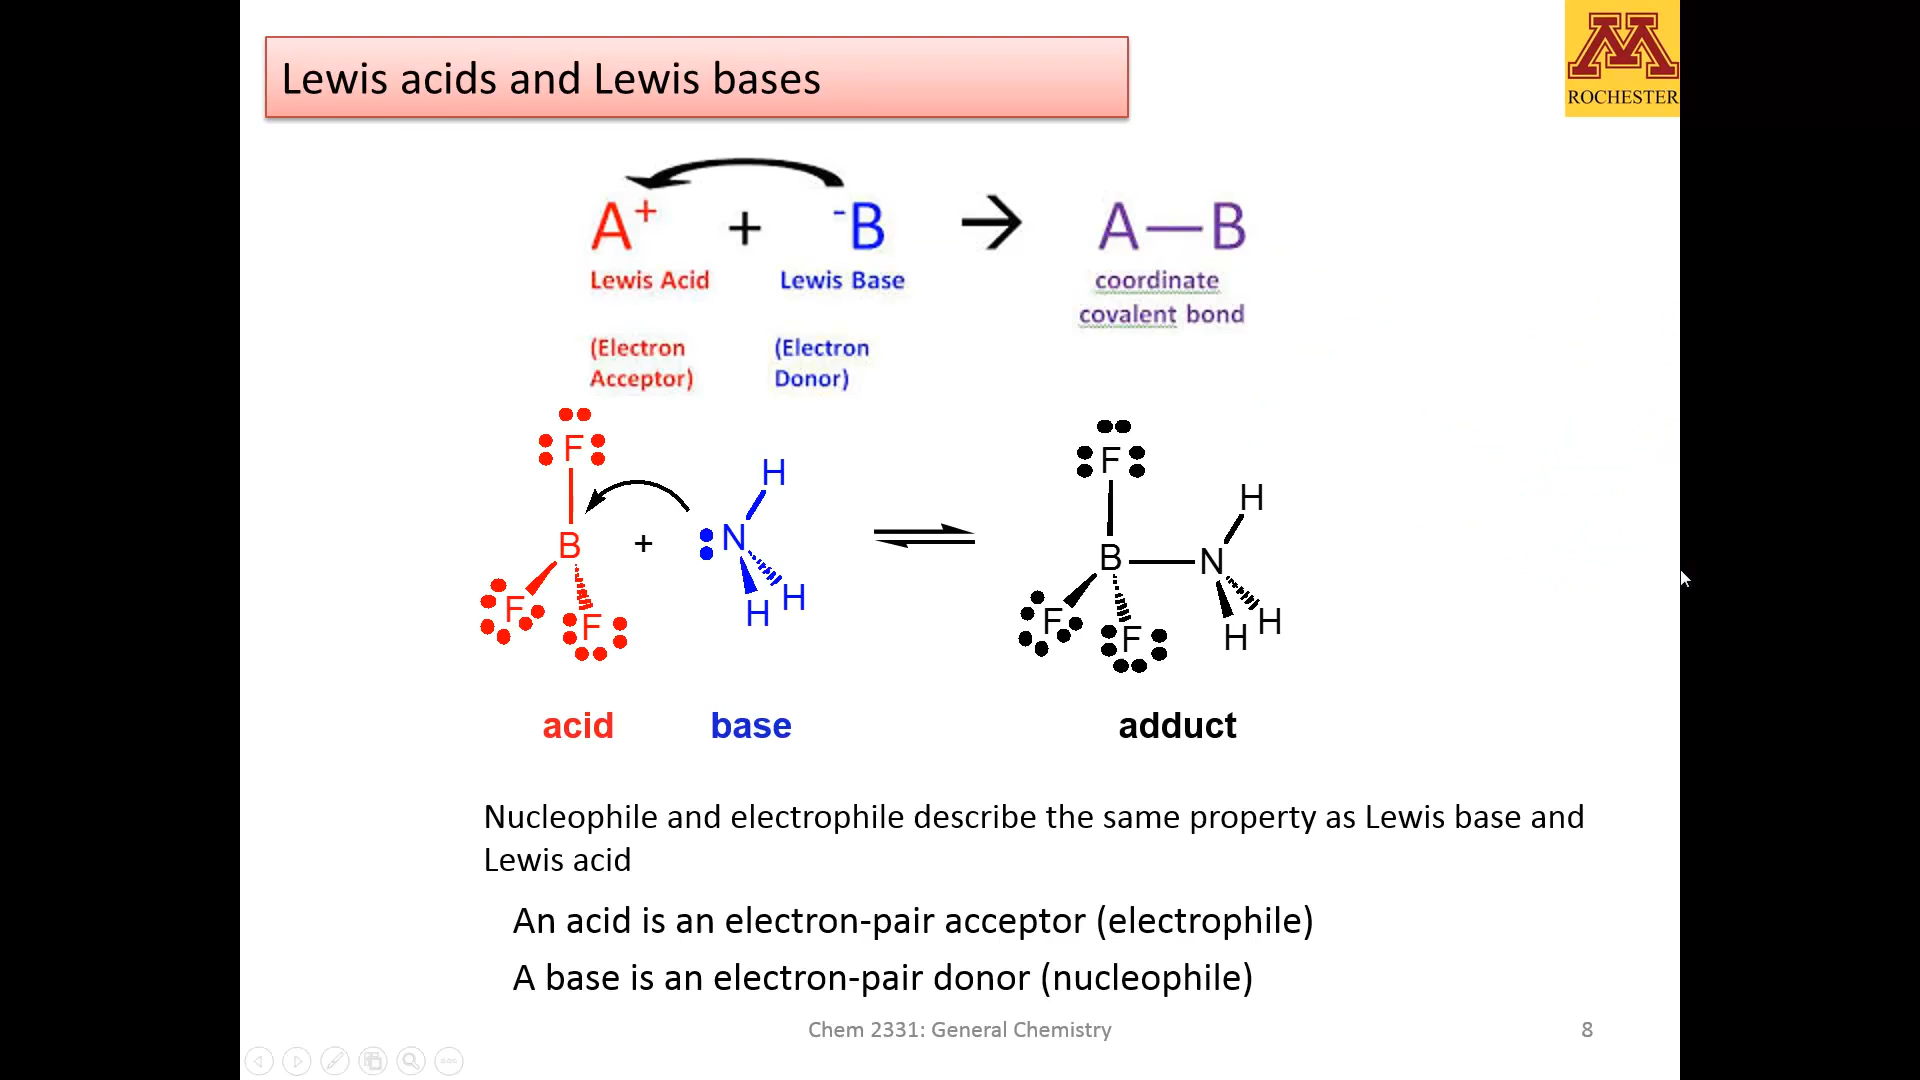 Lewis acids and Lewis bases
M
ROCHESTER
A+ + -B → A—B
Lewis Acid Lewis Base coordinate
covalent bond
(Electron (Electron
Acceptor) Donor)
F F
H H
B + N B N
F F H H F F H H
acid base adduct
Nucleophile and electrophile describe the same property as Lewis base and
Lewis acid
An acid is an electron-pair acceptor (electrophile)
A base is an electron-pair donor (nucleophile)
Chem 2331: General Chemistry 8